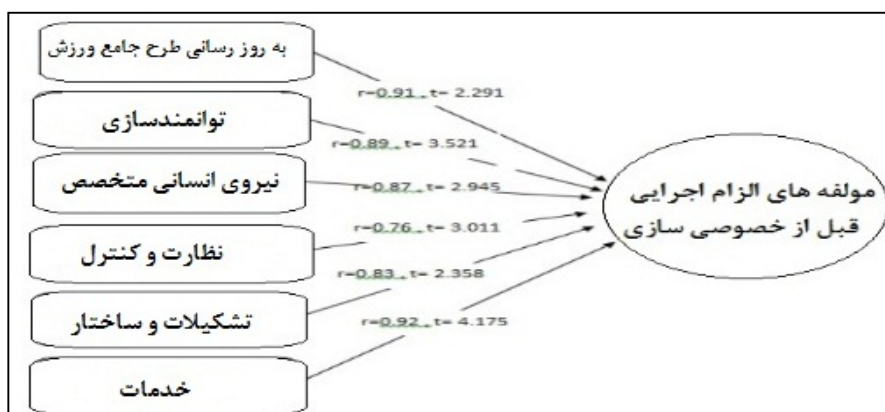 به روز رسانی طرح جامع ورزش
r=0.91 , t= 2.291
توانمندسازی
r=0.89 , t= 3.521
نیروی انسانی متخصص
r=0.87 , t= 2.945
مولفه های الزام اجرایی
قبل از خصوصی سازی
r=0.76 , t= 3.011
نظارت و کنترل
r=0.83 , t= 2.358
تشکیلات و ساختار
r=0.92 , t= 4.175
خدمات